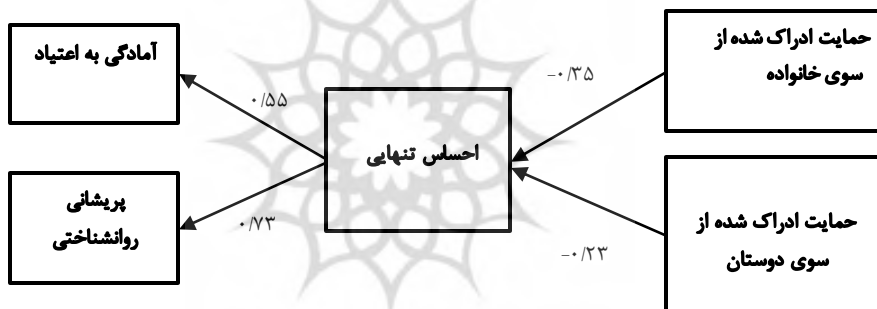 حمایت ادراک شده از
سوی خانواده
-۰/۳۵
آمادگی به اعتیاد
۰/۵۵
احساس تنهایی
حمایت ادراک شده از
سوی دوستان
-۰/۲۳
پریشانی
روانشناختی
۰/۷۳